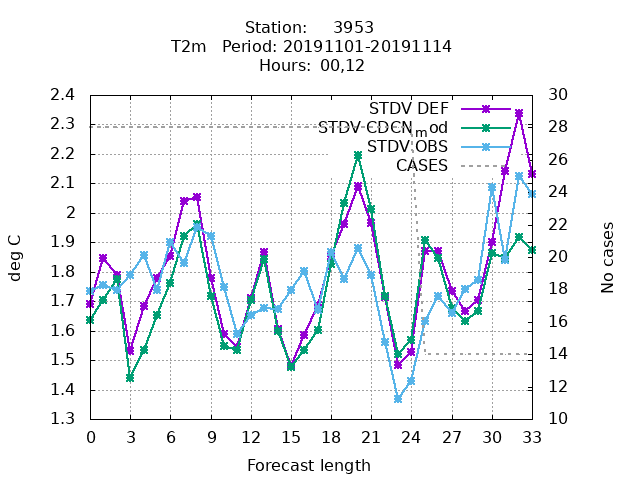 Station: 3953
T2m Period: 20191101-20191114
Hours: 00,12
STDV DEF
STDV CDCNmod
STDV OBS
CASES
2.4
2.3
2.2
2.1
2
1.9
1.8
1.7
1.6
1.5
1.4
1.3
30
28
26
24
22
20
18
16
14
12
10
deg C
No cases
0 3 6 9 12 15 18 21 24 27 30 33
Forecast length